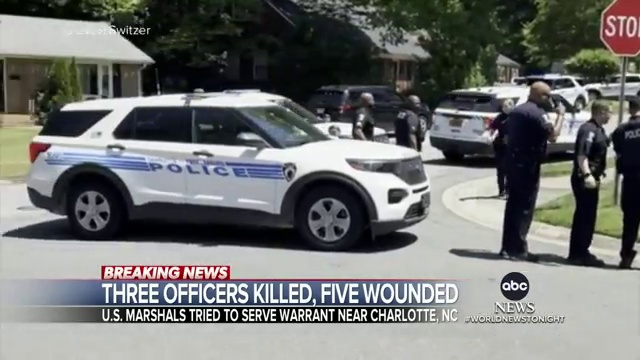 Switzer
STOP
POLICE
BREAKING NEWS
THREE OFFICERS KILLED, FIVE WOUNDED
U.S. MARSHALS TRIED TO SERVE WARRANT NEAR CHARLOTTE, NC
abc
NEWS
#WORLDNEWSTONIGHT